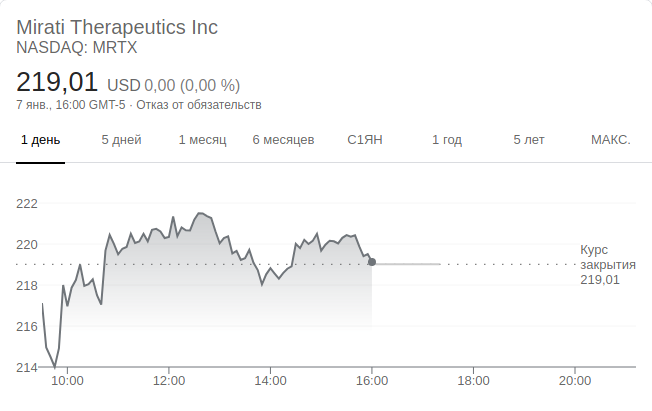 Mirati Therapeutics Inc
NASDAQ: MRTX
219,01 USD 0,00 (0,00 %)
7 янв., 16:00 GMT-5 · Отказ от обязательств
1 день 5 дней 1 месяц 6 месяцев С1ЯН 1 год 5 лет МАКС.
222
220
218
216
214
Курс
закрытия
219,01
10:00 12:00 14:00 16:00 18:00 20:00